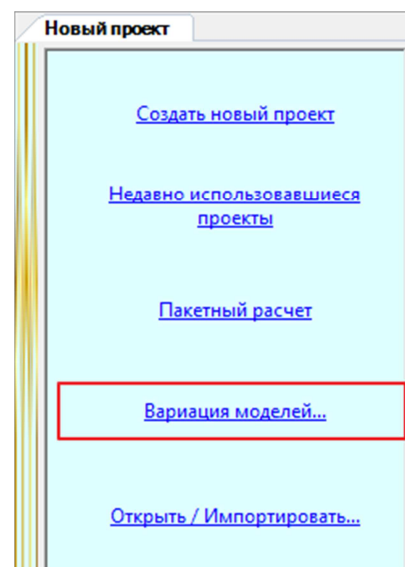 Новый проект
Создать новый проект
Недавно использовавшиеся
проекты
Пакетный расчет
Вариация моделей...
Открыть / Импортировать...